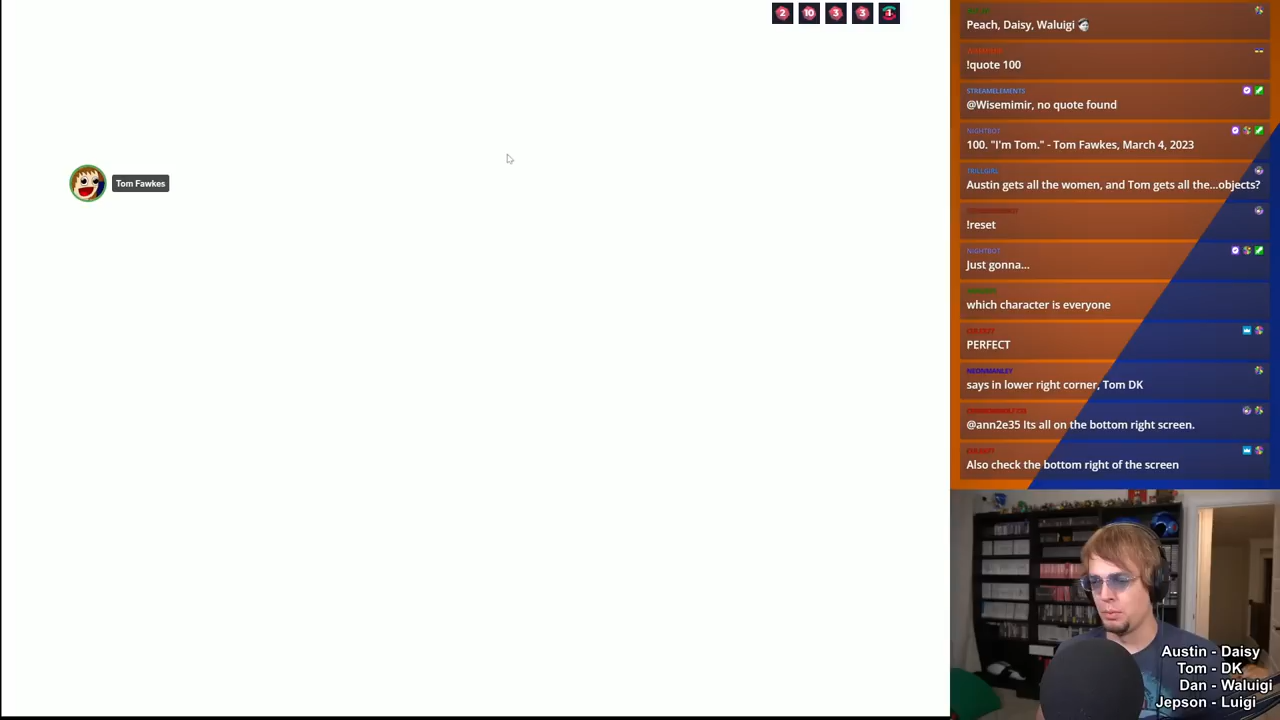 2 10 3 3
Tom Fawkes
Peach, Daisy, Waluigi
!quote 100
STREAMELEMENTS
@Wisemimir, no quote found
NIGHTBOT
100. "I'm Tom." - Tom Fawkes, March 4, 2023
TRILLGIRL
Austin gets all the women, and Tom gets all the...objects?
!reset
NIGHTBOT
Just gonna...
which character is everyone
PERFECT
NEONMANLEY
says in lower right corner, Tom DK
@ann2e35 Its all on the bottom right screen.
Also check the bottom right of the screen
Austin - Daisy
Tom - DK
Dan - Waluigi
Jepson - Luigi